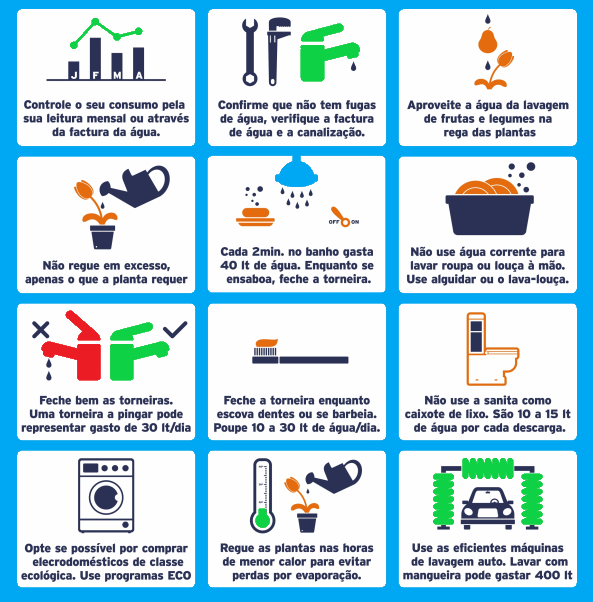 J F M A
Controle o seu consumo pela
sua leitura mensal ou através
da factura da água.
Confirme que não tem fugas
de água, verifique a factura
de água e a canalização.
Aproveite a água da lavagem
de frutas e legumes na
rega das plantas
Não regue em excesso,
apenas o que a planta requer
OFF ON
Cada 2min. no banho gasta
40 lt de água. Enquanto se
ensaboa, feche a torneira.
Não use água corrente para
lavar roupa ou louça à mão.
Use alguidar ou o lava-louça.
Feche bem as torneiras.
Uma torneira a pingar pode
representar gasto de 30 lt/dia
Feche a torneira enquanto
escova dentes ou se barbeia.
Poupe 10 a 30 lt de água/dia.
Não use a sanita como
caixote de lixo. São 10 a 15 lt
de água por cada descarga.
Opte se possível por comprar
elecrodomésticos de classe
ecológica. Use programas ECO
Regue as plantas nas horas
de menor calor para evitar
perdas por evaporação.
Use as eficientes máquinas
de lavagem auto. Lavar com
mangueira pode gastar 400 lt